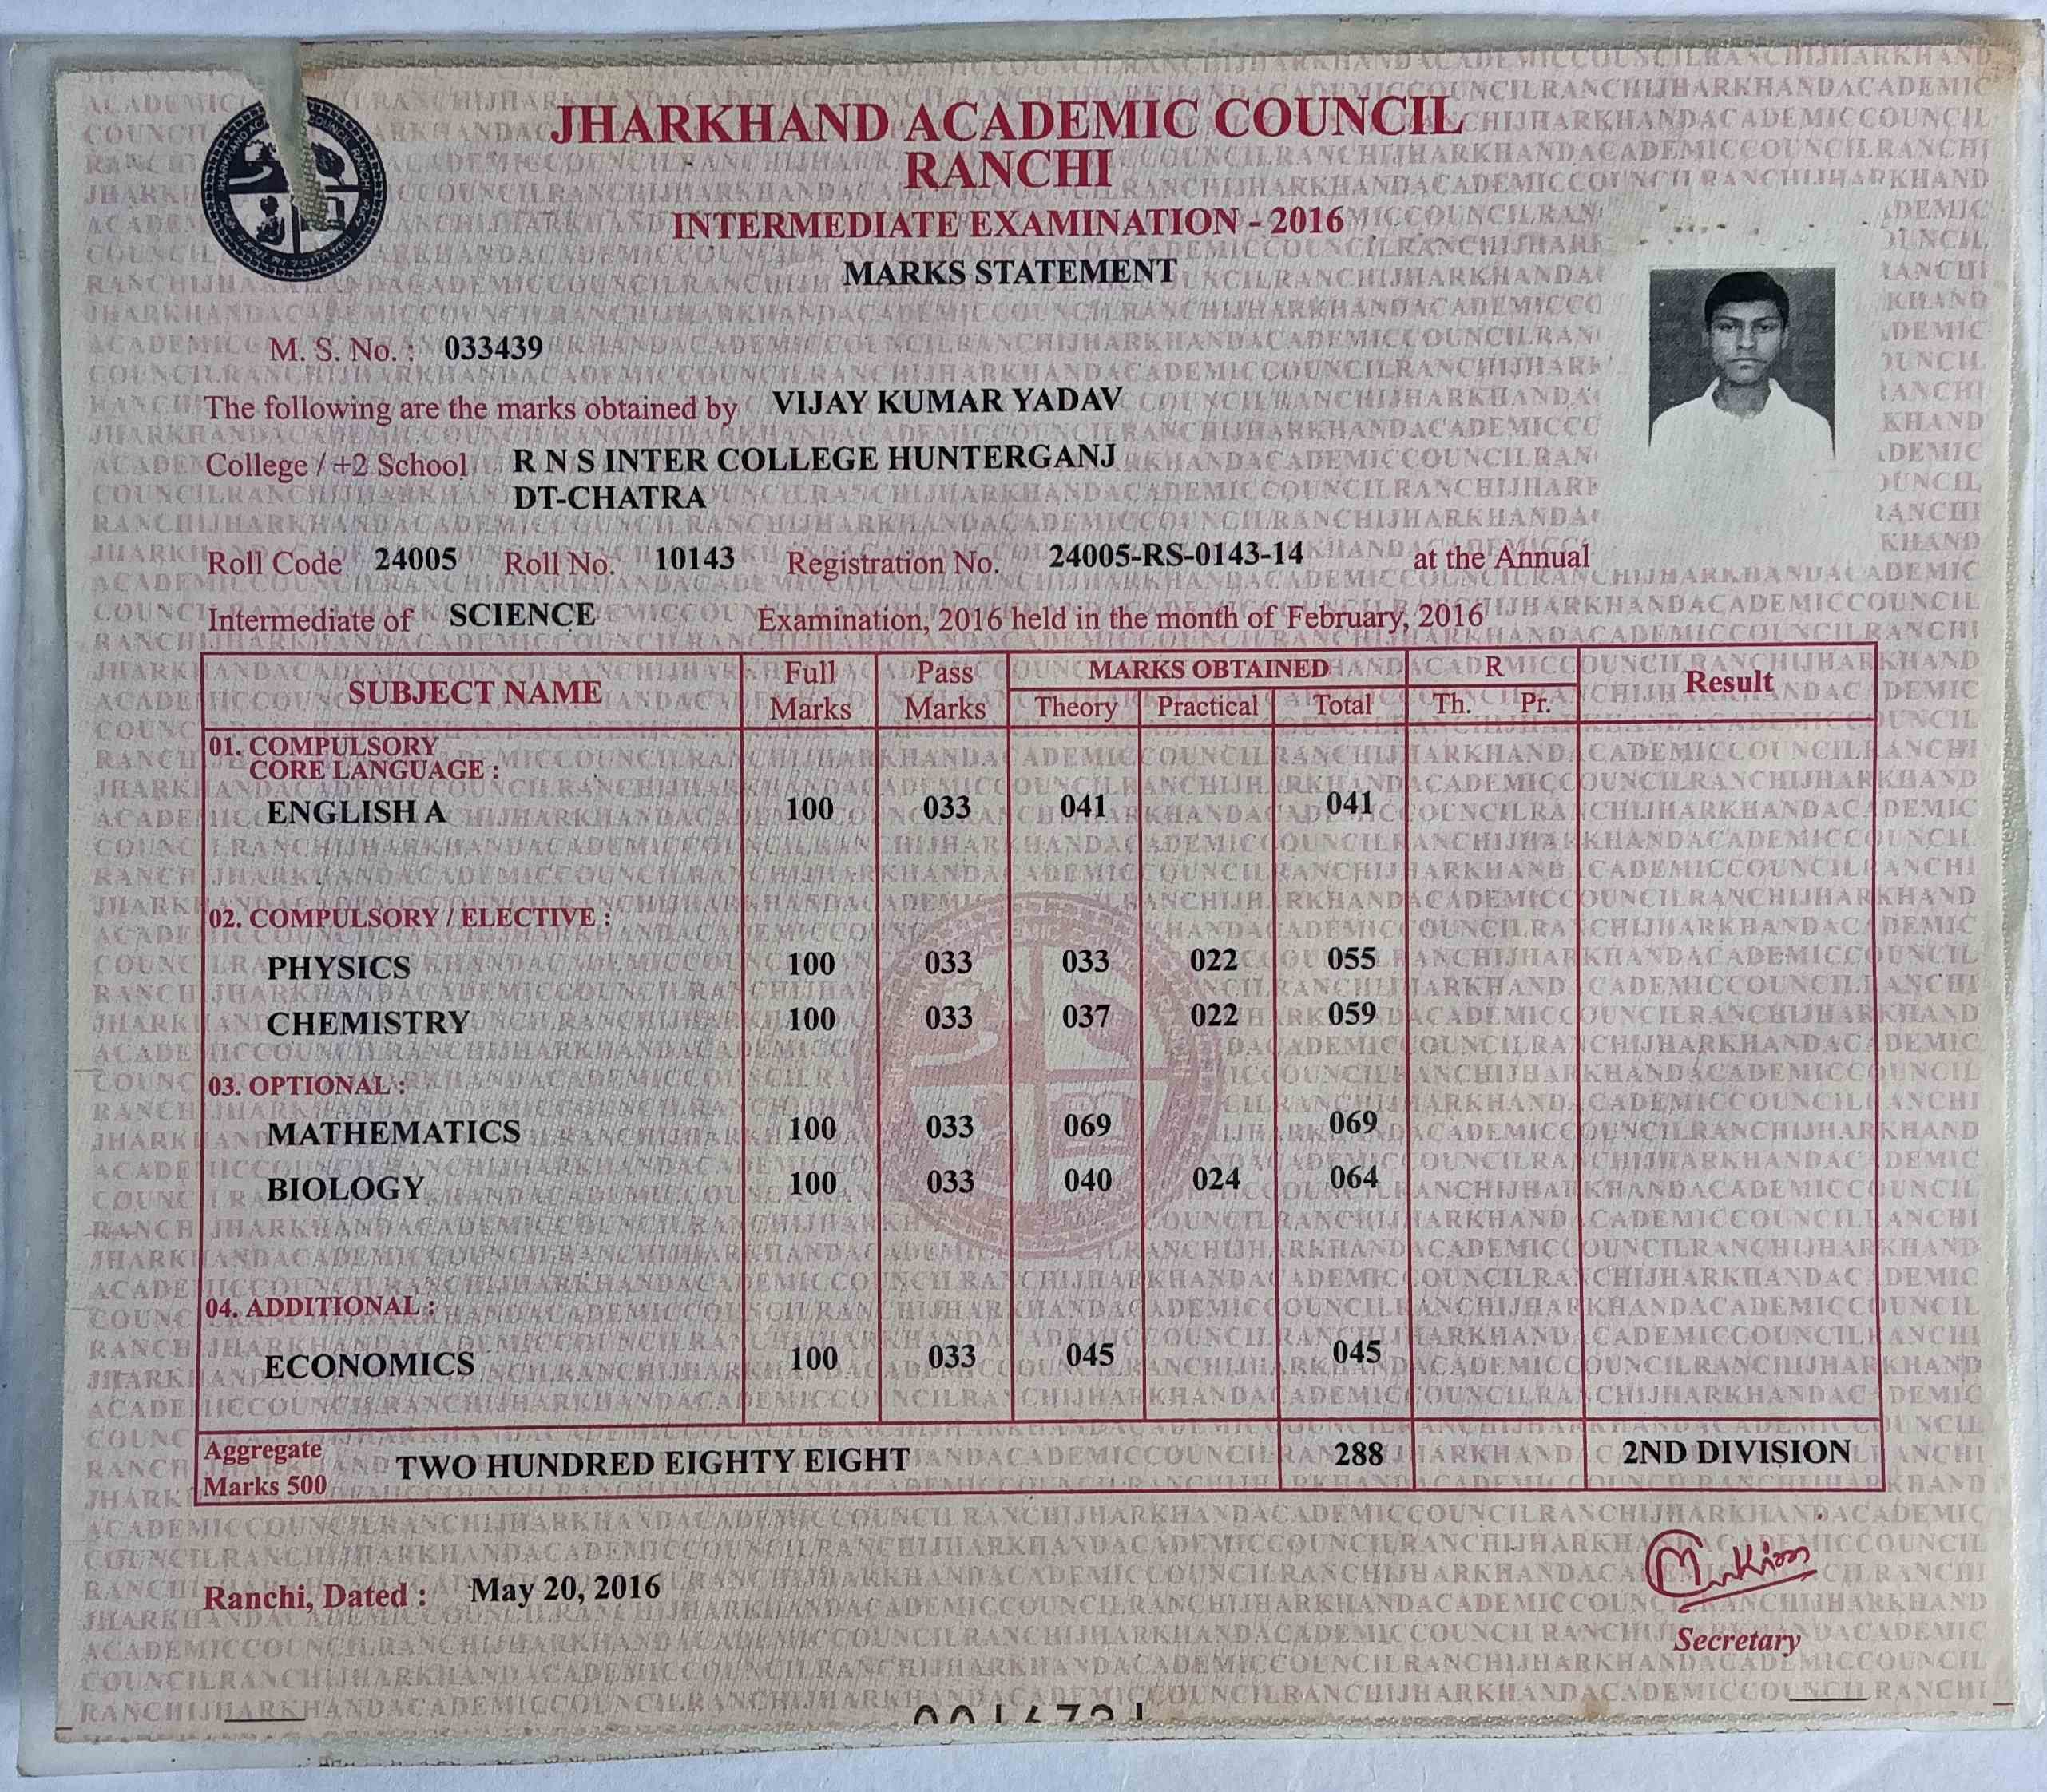 JHARKHAND ACADEMIC COUNCIL
RANCHI
INTERMEDIATE EXAMINATION - 2016
MARKS STATEMENT
M. S. No. : 033439
The following are the marks obtained by VIJAY KUMAR YADAV
College / +2 School R N S INTER COLLEGE HUNTERGANJ
DT-CHATRA
Roll Code 24005 Roll No. 10143 Registration No. 24005-RS-0143-14 at the Annual
Intermediate of SCIENCE Examination, 2016 held in the month of February, 2016
SUBJECT NAME Full Marks Pass Marks MARKS OBTAINED R Result
Theory Practical Total Th. Pr.
01. COMPULSORY
CORE LANGUAGE :
ENGLISH A 100 033 041 041
02. COMPULSORY / ELECTIVE :
PHYSICS 100 033 033 022 055
CHEMISTRY 100 033 037 022 059
03. OPTIONAL :
MATHEMATICS 100 033 069 069
BIOLOGY 100 033 040 024 064
04. ADDITIONAL :
ECONOMICS 100 033 045 045
Aggregate
Marks 500 TWO HUNDRED EIGHTY EIGHT 288 2ND DIVISION
Ranchi, Dated : May 20, 2016
Secretary